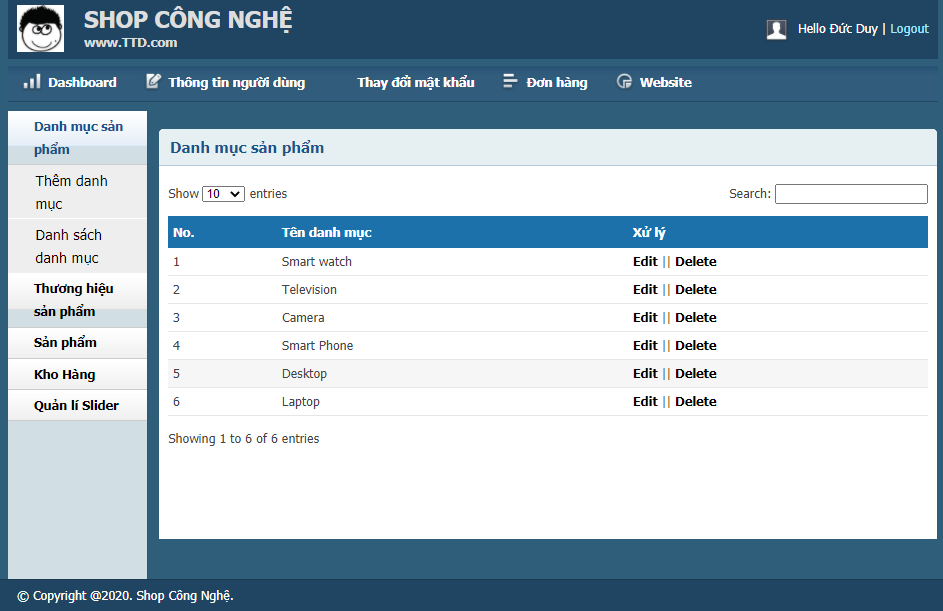 SHOP CÔNG NGHỆ
www.TTD.com
Hello Đức Duy | Logout
Dashboard Thông tin người dùng Thay đổi mật khẩu Đơn hàng Website
Danh mục sản
phẩm
Thêm danh
mục
Danh sách
danh mục
Thương hiệu
sản phẩm
Sản phẩm
Kho Hàng
Quản lí Slider
Danh mục sản phẩm
Show 10 entries Search:
No. Tên danh mục Xử lý
1 Smart watch Edit || Delete
2 Television Edit || Delete
3 Camera Edit || Delete
4 Smart Phone Edit || Delete
5 Desktop Edit || Delete
6 Laptop Edit || Delete
Showing 1 to 6 of 6 entries
© Copyright @2020. Shop Công Nghệ.